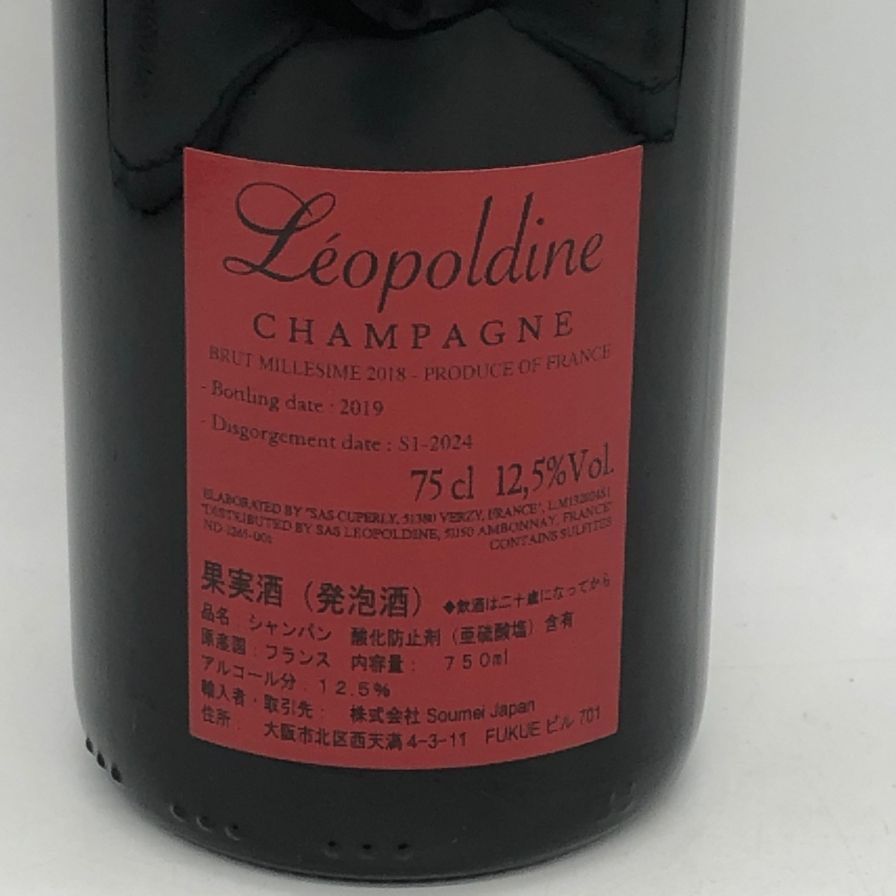 Léopoldine
CHAMPAGNE
BRUT MILLESIME 2018 - PRODUCE OF FRANCE
- Bottling date : 2019
- Disgorgement date : S1-2024
75 cl 12,5%Vol.
ELABORATED BY "SAS CUPERLY, 51380 VERZY, FRANCE",
"DISTRIBUTED BY SAS LEOPOLDINE, 51150 AMBONNAY, FRANCE"
CONTAINS SULFITES
果実酒（発泡酒） ◆飲酒は二十歳になってから
品名：シャンパン 酸化防止剤（亜硫酸塩）含有
原産国：フランス 内容量： 750ml
アルコール分：12.5%
輸入者・取引先： 株式会社 Soumei Japan
住所： 大阪市北区西天満 4-3-11 FUKUE ビル 701